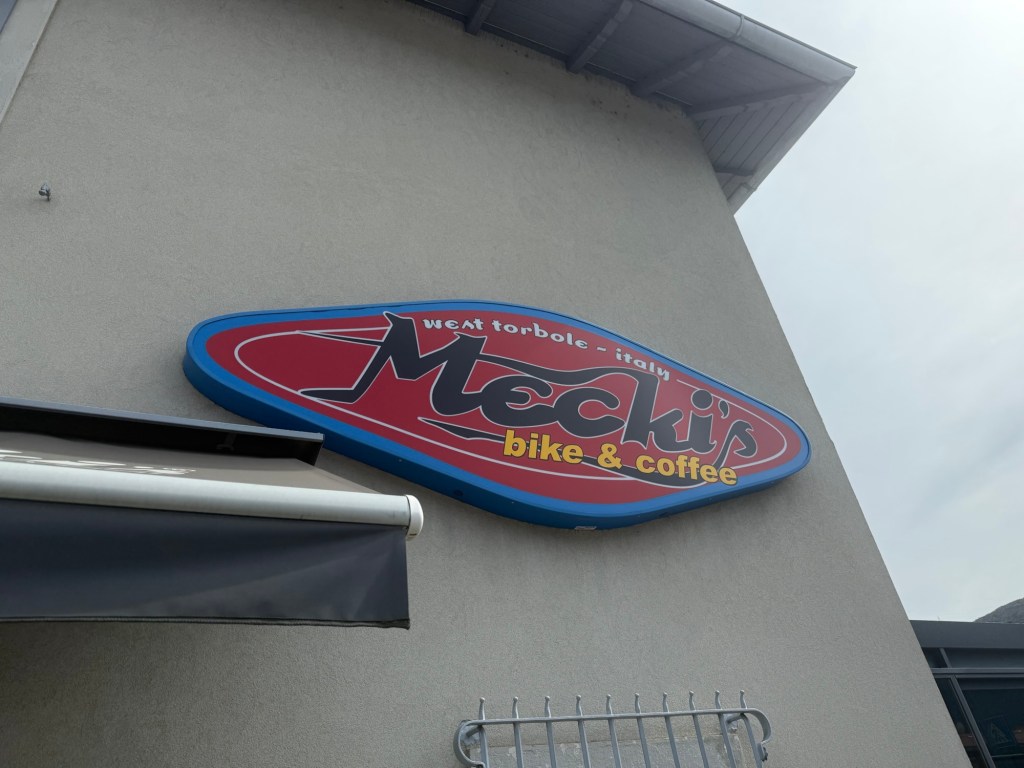 west torbole - italy
Mecki's
bike & coffee